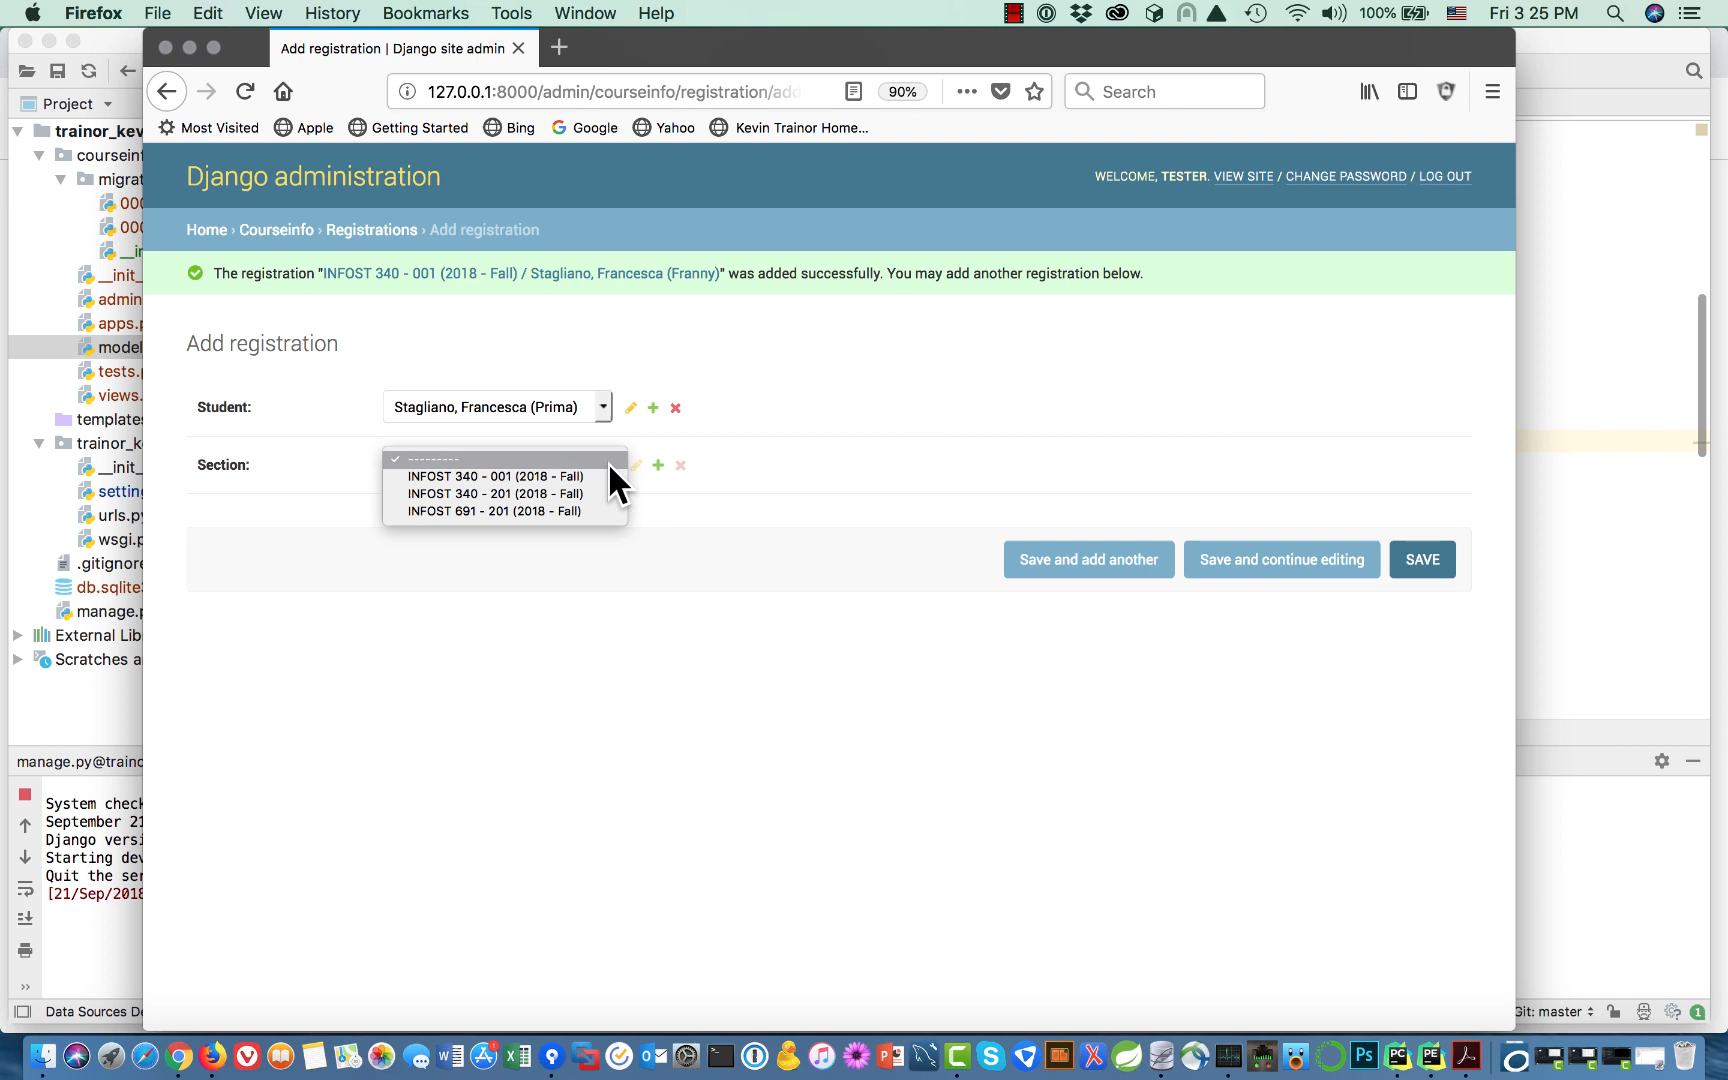 Firefox File Edit View History Bookmarks Tools Window Help 100% Fri 3 25 PM
Add registration | Django site admin
127.0.0.1:8000/admin/courseinfo/registration/add 90% Search
Most Visited Apple Getting Started Bing Google Yahoo Kevin Trainor Home...
Project
trainor_kev
courseinf
migrat
000
000
__ir
__init_
admin
apps.p
model
tests.p
views.
templates
trainor_k
__init_
setting
urls.py
wsgi.p
.gitignore
db.sqlite3
manage.p
External Lib
Scratches a
Django administration
WELCOME, TESTER. VIEW SITE / CHANGE PASSWORD / LOG OUT
Home › Courseinfo › Registrations › Add registration
The registration "INFOST 340 - 001 (2018 - Fall) / Stagliano, Francesca (Franny)" was added successfully. You may add another registration below.
Add registration
Student: Stagliano, Francesca (Prima)
Section: ---------
INFOST 340 - 001 (2018 - Fall)
INFOST 340 - 201 (2018 - Fall)
INFOST 691 - 201 (2018 - Fall)
Save and add another Save and continue editing SAVE
manage.py@traino
System check
September 21
Django versi
Starting dev
Quit the ser
[21/Sep/2018
Data Sources De
Git: master 1